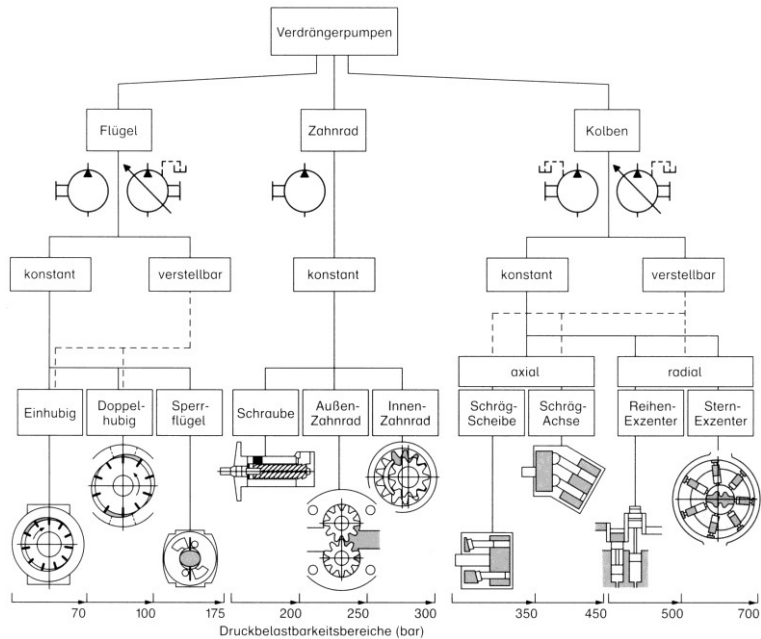 Verdrängerpumpen
Flügel
Zahnrad
Kolben
konstant
verstellbar
konstant
konstant
verstellbar
axial
radial
Einhubig
Doppel-
hubig
Sperr-
flügel
Schraube
Außen-
Zahnrad
Innen-
Zahnrad
Schräg-
Scheibe
Schräg-
Achse
Reihen-
Exzenter
Stern-
Exzenter
70 100 175 200 250 300 350 450 500 700
Druckbelastbarkeitsbereiche (bar)